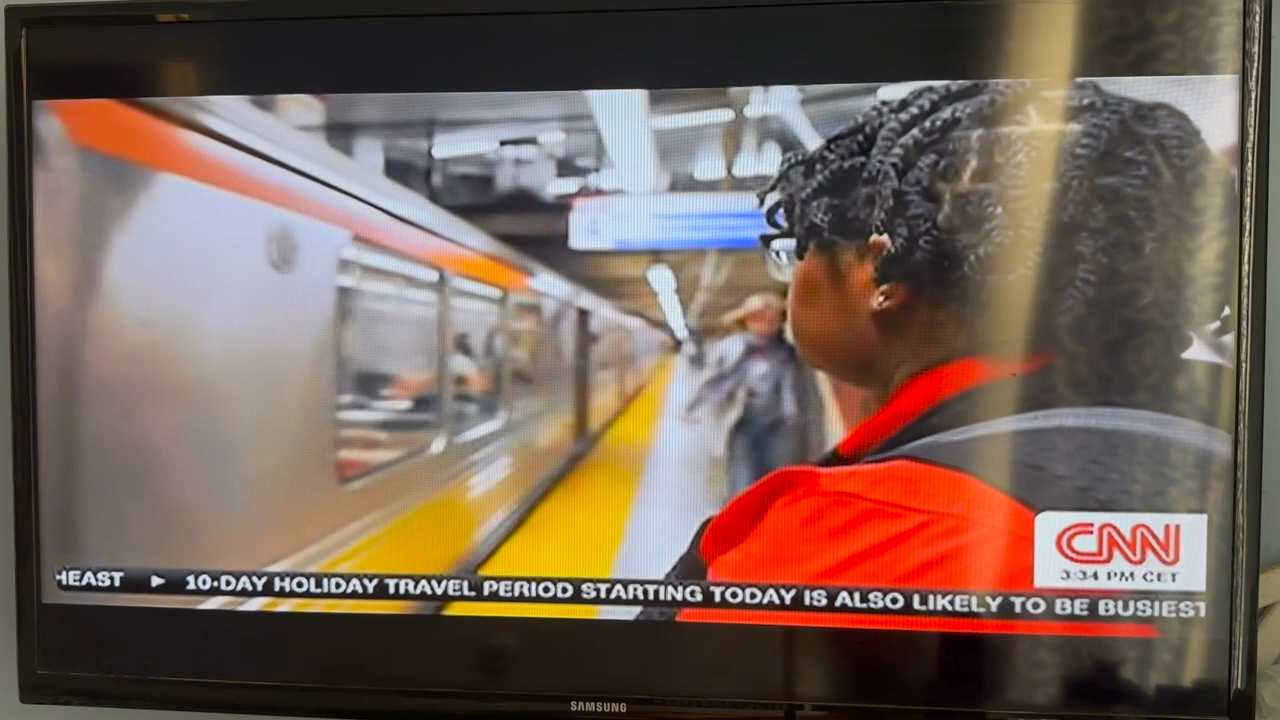 CNN
3:34 PM CET
HEAST ► 10-DAY HOLIDAY TRAVEL PERIOD STARTING TODAY IS ALSO LIKELY TO BE BUSIEST
SAMSUNG